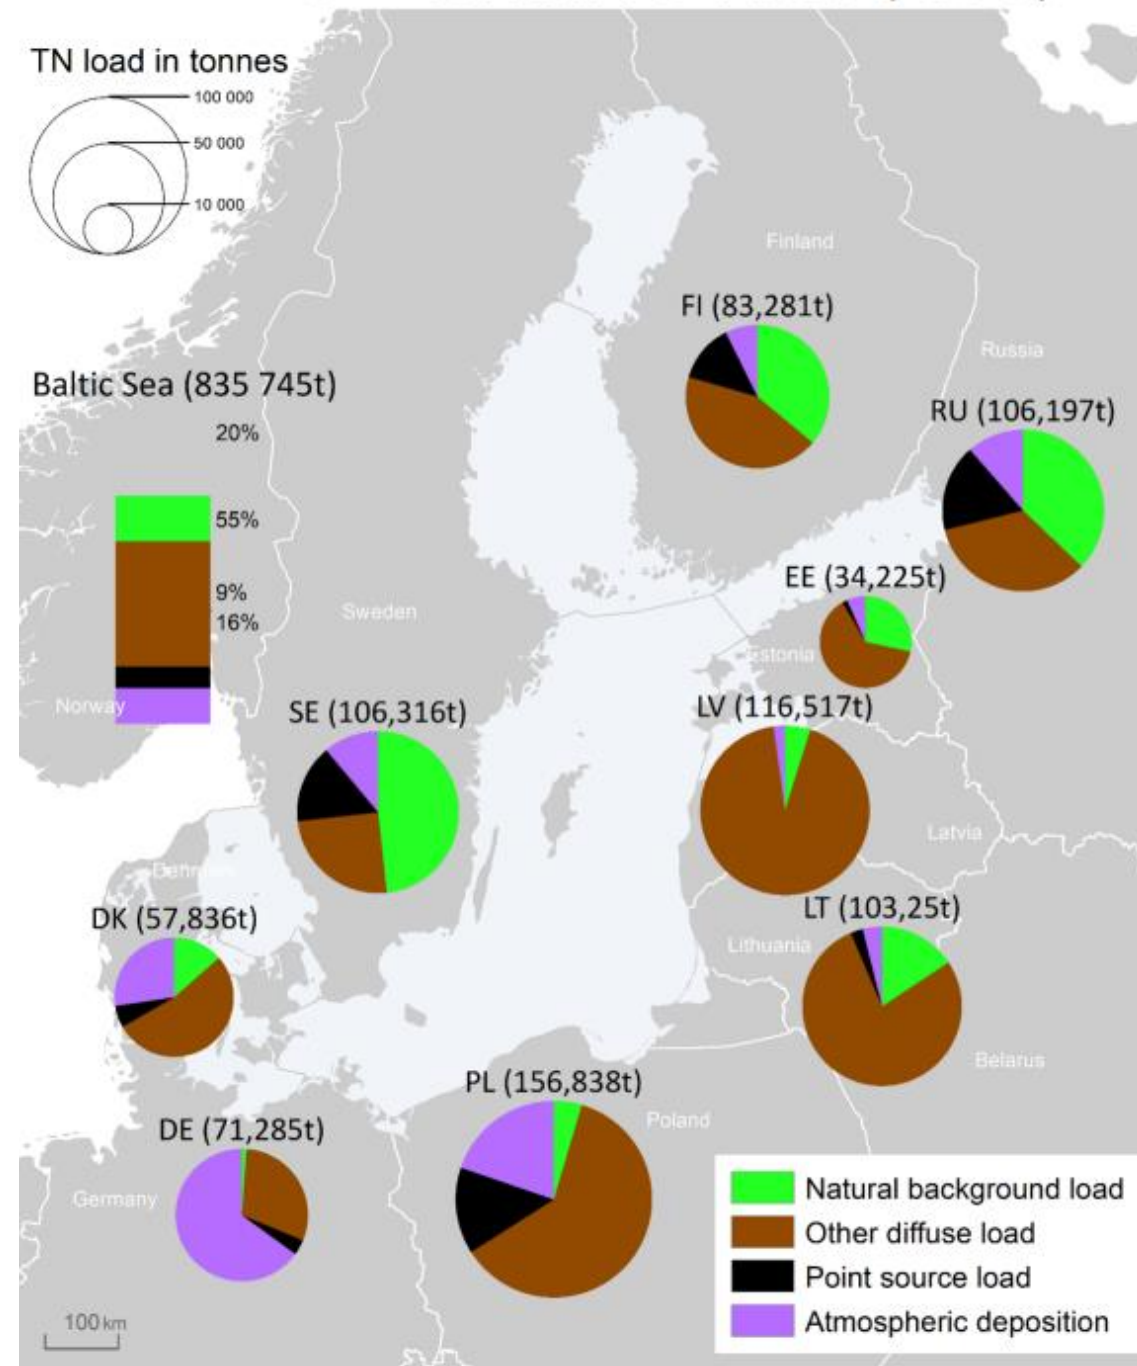 TN load in tonnes
100 000
50 000
10 000
Finland
FI (83,281t)
Russia
Baltic Sea (835 745t)
RU (106,197t)
20%
55%
EE (34,225t)
9%
Sweden
16%
Estonia
Norway
SE (106,316t)
LV (116,517t)
Latvia
Denmark
DK (57,836t)
LT (103,25t)
Lithuania
Belarus
PL (156,838t)
Poland
DE (71,285t)
Germany
Natural background load
Other diffuse load
Point source load
Atmospheric deposition
100 km